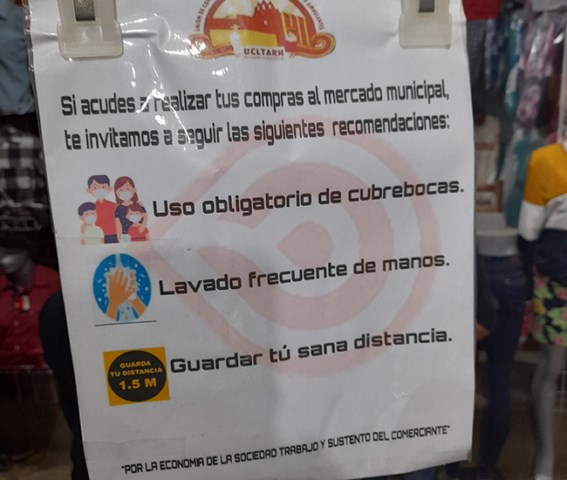 UCLTARH
Si acudes a realizar tus compras al mercado municipal,
te invitamos a seguir las siguientes recomendaciones:
Uso obligatorio de cubrebocas.
Lavado frecuente de manos.
GUARDA
TU DISTANCIA
1.5 M
Guardar tú sana distancia.
"POR LA ECONOMIA DE LA SOCIEDAD TRABAJO Y SUSTENTO DEL COMERCIANTE"